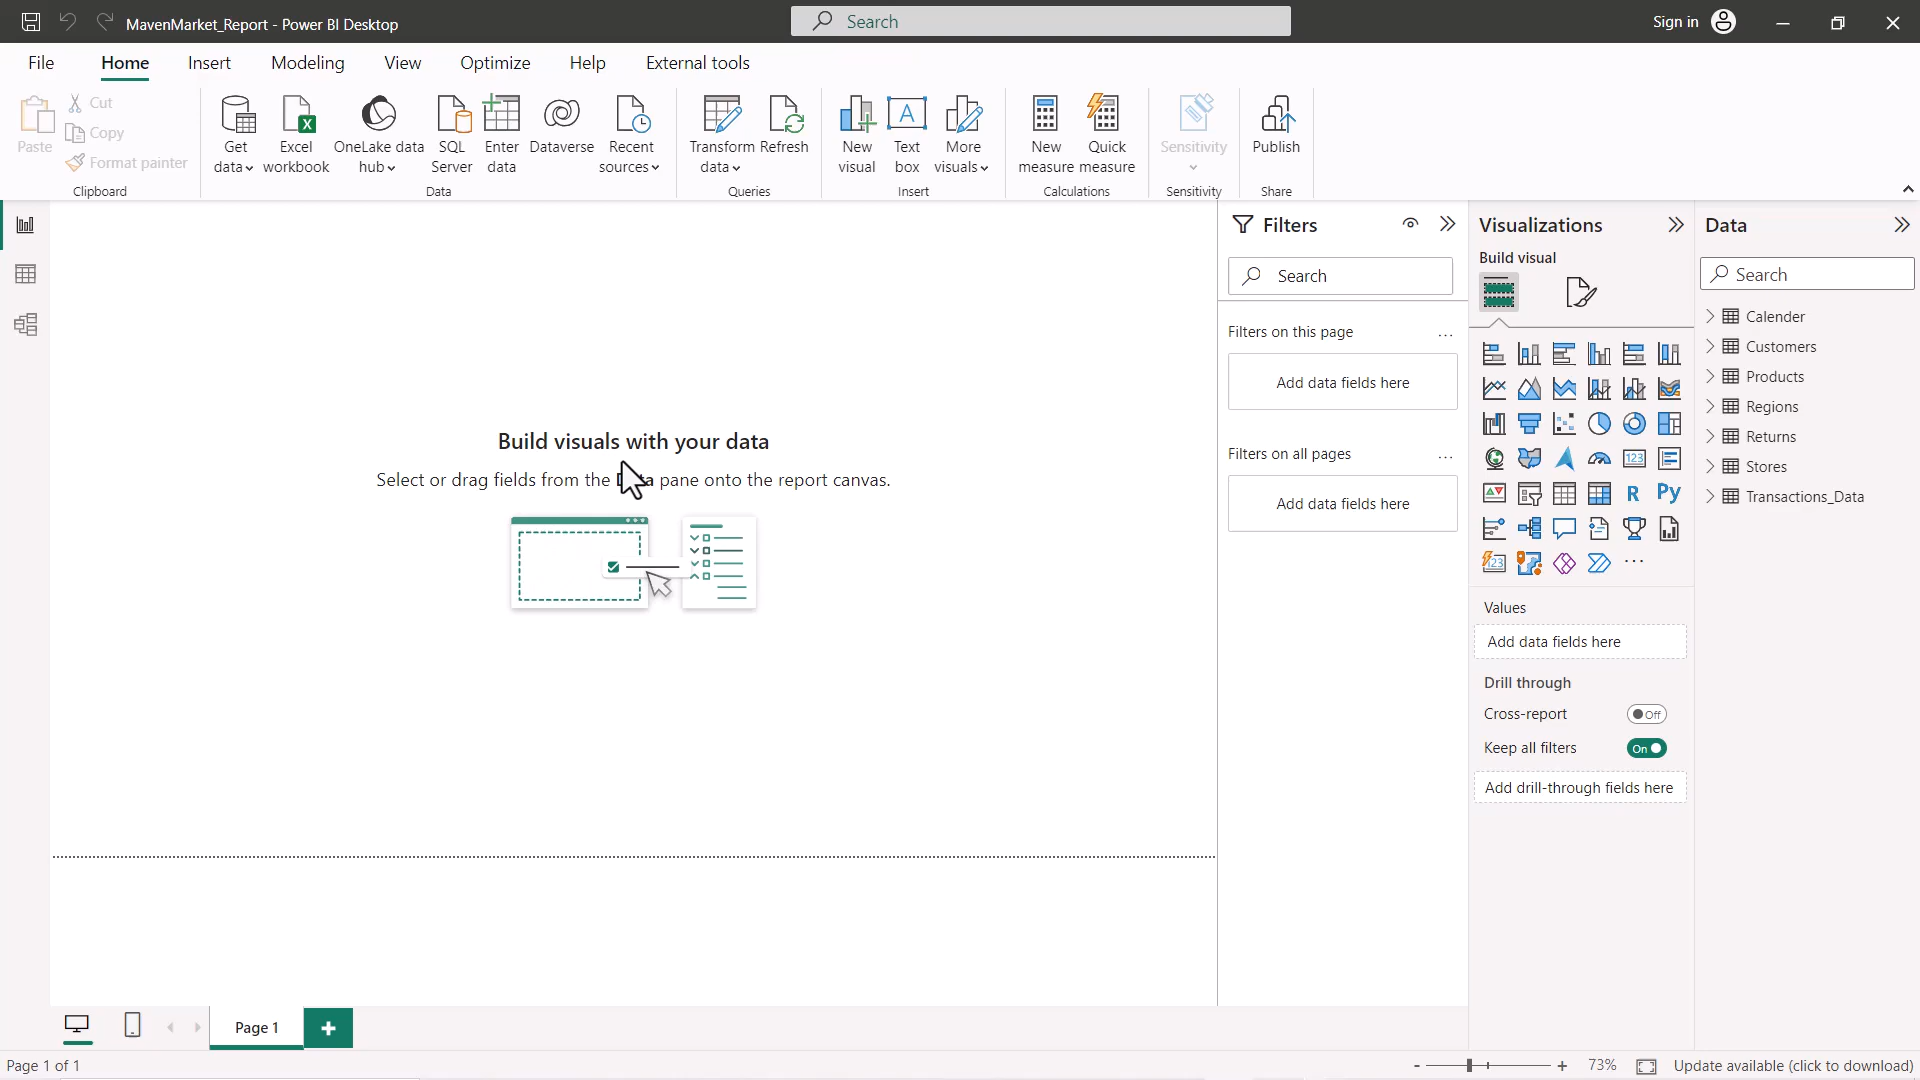 MavenMarket_Report - Power BI Desktop
Search
Sign in
File
Home
Insert
Modeling
View
Optimize
Help
External tools
Paste
Cut
Copy
Format painter
Clipboard
Get data
Excel workbook
OneLake data hub
SQL Server
Enter data
Dataverse
Recent sources
Data
Transform data
Refresh
Queries
New visual
A
Text box
More visuals
Insert
New measure
Quick measure
Calculations
Sensitivity
Sensitivity
Publish
Share
Build visuals with your data
Select or drag fields from the pane onto the report canvas.
Filters
Search
Filters on this page
...
Add data fields here
Filters on all pages
...
Add data fields here
Visualizations
Build visual
123
R
Py
123
...
Values
Add data fields here
Drill through
Cross-report
Off
Keep all filters
On
Add drill-through fields here
Data
Search
Calender
Customers
Products
Regions
Returns
Stores
Transactions_Data
Page 1
+
Page 1 of 1
- + 73%
Update available (click to download)